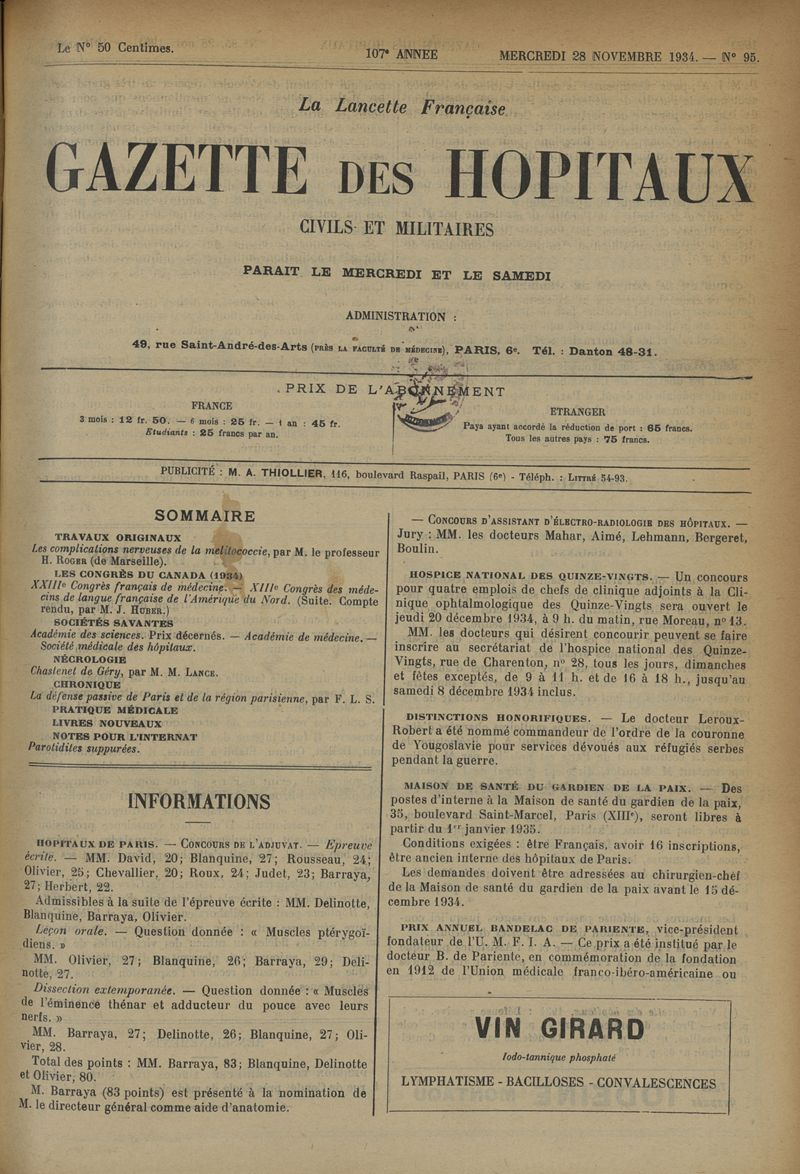 Le N° 50 Centimes.
107e ANNEE
MERCREDI 28 NOVEMBRE 1934. — N° 95.
La Lancette Française
GAZETTE DES HOPITAUX
CIVILS ET MILITAIRES
PARAIT LE MERCREDI ET LE SAMEDI
ADMINISTRATION :
49, rue Saint-André-des-Arts (PRÈS LA FACULTÉ DE MÉDECINE), PARIS, 6e. Tél. : Danton 48-31.
PRIX DE L'ABONNEMENT
FRANCE
3 mois : 12 fr. 50. — 6 mois : 25 fr. — 1 an : 45 fr.
Etudiants : 25 francs par an.
ETRANGER
Pays ayant accordé la réduction de port : 65 francs.
Tous les autres pays : 75 francs.
PUBLICITÉ : M. A. THIOLLIER, 116, boulevard Raspail, PARIS (6e) - Téléph. : LITTRÉ 54-93.
SOMMAIRE
TRAVAUX ORIGINAUX
Les complications nerveuses de la melitococcie, par M. le professeur
H. ROGER (de Marseille).
LES CONGRÈS DU CANADA (1934)
XXIIIe Congrès français de médecine. — XIIIe Congrès des méde-
cins de langue française de l'Amérique du Nord. (Suite. Compte
rendu, par M. J. HUBER.)
SOCIÉTÉS SAVANTES
Académie des sciences. Prix décernés. — Académie de médecine. —
Société médicale des hôpitaux.
NÉCROLOGIE
Chastenet de Géry, par M. M. LANCE.
CHRONIQUE
La défense passive de Paris et de la région parisienne, par F. L. S.
PRATIQUE MÉDICALE
LIVRES NOUVEAUX
NOTES POUR L'INTERNAT
Parotidites suppurées.
INFORMATIONS
HOPITAUX DE PARIS. — CONCOURS DE L'ADJUVAT. — Epreuve
écrite. — MM. David, 20; Blanquine, 27; Rousseau, 24;
Olivier, 25; Chevallier, 20; Roux, 24; Judet, 23; Barraya,
27; Herbert, 22.
Admissibles à la suite de l'épreuve écrite : MM. Delinotte,
Blanquine, Barraya, Olivier.
Leçon orale. — Question donnée : « Muscles ptérygoï-
diens. »
MM. Olivier, 27; Blanquine, 26; Barraya, 29; Deli-
notte, 27.
Dissection extemporanée. — Question donnée : « Muscles
de l'éminence thénar et adducteur du pouce avec leurs
nerfs. »
MM. Barraya, 27; Delinotte, 26; Blanquine, 27; Oli-
vier, 28.
Total des points : MM. Barraya, 83; Blanquine, Delinotte
et Olivier, 80.
M. Barraya (83 points) est présenté à la nomination de
M. le directeur général comme aide d'anatomie.
— CONCOURS D'ASSISTANT D'ÉLECTRO-RADIOLOGIE DES HÔPITAUX. —
Jury : MM. les docteurs Mahar, Aimé, Lehmann, Bergeret,
Boulin.
HOSPICE NATIONAL DES QUINZE-VINGTS. — Un concours
pour quatre emplois de chefs de clinique adjoints à la Cli-
nique ophtalmologique des Quinze-Vingts sera ouvert le
jeudi 20 décembre 1934, à 9 h. du matin, rue Moreau, n° 13.
MM. les docteurs qui désirent concourir peuvent se faire
inscrire au secrétariat de l'hospice national des Quinze-
Vingts, rue de Charenton, n° 28, tous les jours, dimanches
et fêtes exceptés, de 9 à 11 h. et de 16 à 18 h., jusqu'au
samedi 8 décembre 1934 inclus.
DISTINCTIONS HONORIFIQUES. — Le docteur Leroux-
Robert a été nommé commandeur de l'ordre de la couronne
de Yougoslavie pour services dévoués aux réfugiés serbes
pendant la guerre.
MAISON DE SANTÉ DU GARDIEN DE LA PAIX. — Des
postes d'interne à la Maison de santé du gardien de la paix,
35, boulevard Saint-Marcel, Paris (XIIIe), seront libres à
partir du 1er janvier 1935.
Conditions exigées : être Français, avoir 16 inscriptions,
être ancien interne des hôpitaux de Paris.
Les demandes doivent être adressées au chirurgien-chef
de la Maison de santé du gardien de la paix avant le 15 dé-
cembre 1934.
PRIX ANNUEL BANDELAC DE PARIENTE, vice-président
fondateur de l'U. M. F. I. A. — Ce prix a été institué par le
docteur B. de Pariente, en commémoration de la fondation
en 1912 de l'Union médicale franco-ibéro-américaine ou
VIN GIRARD
Iodo-tannique phosphaté
LYMPHATISME - BACILLOSES - CONVALESCENCES